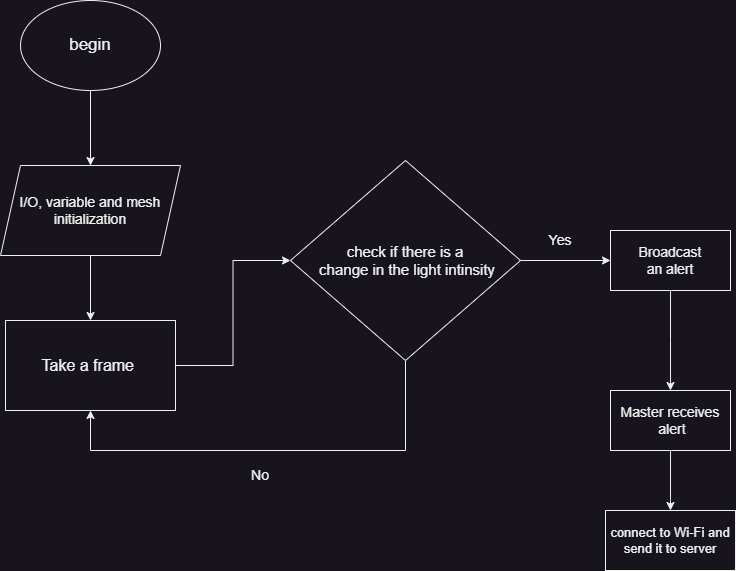 begin
I/O, variable and mesh
initialization
Take a frame
check if there is a
change in the light intinsity
Yes
No
Broadcast
an alert
Master receives
alert
connect to Wi-Fi and
send it to server